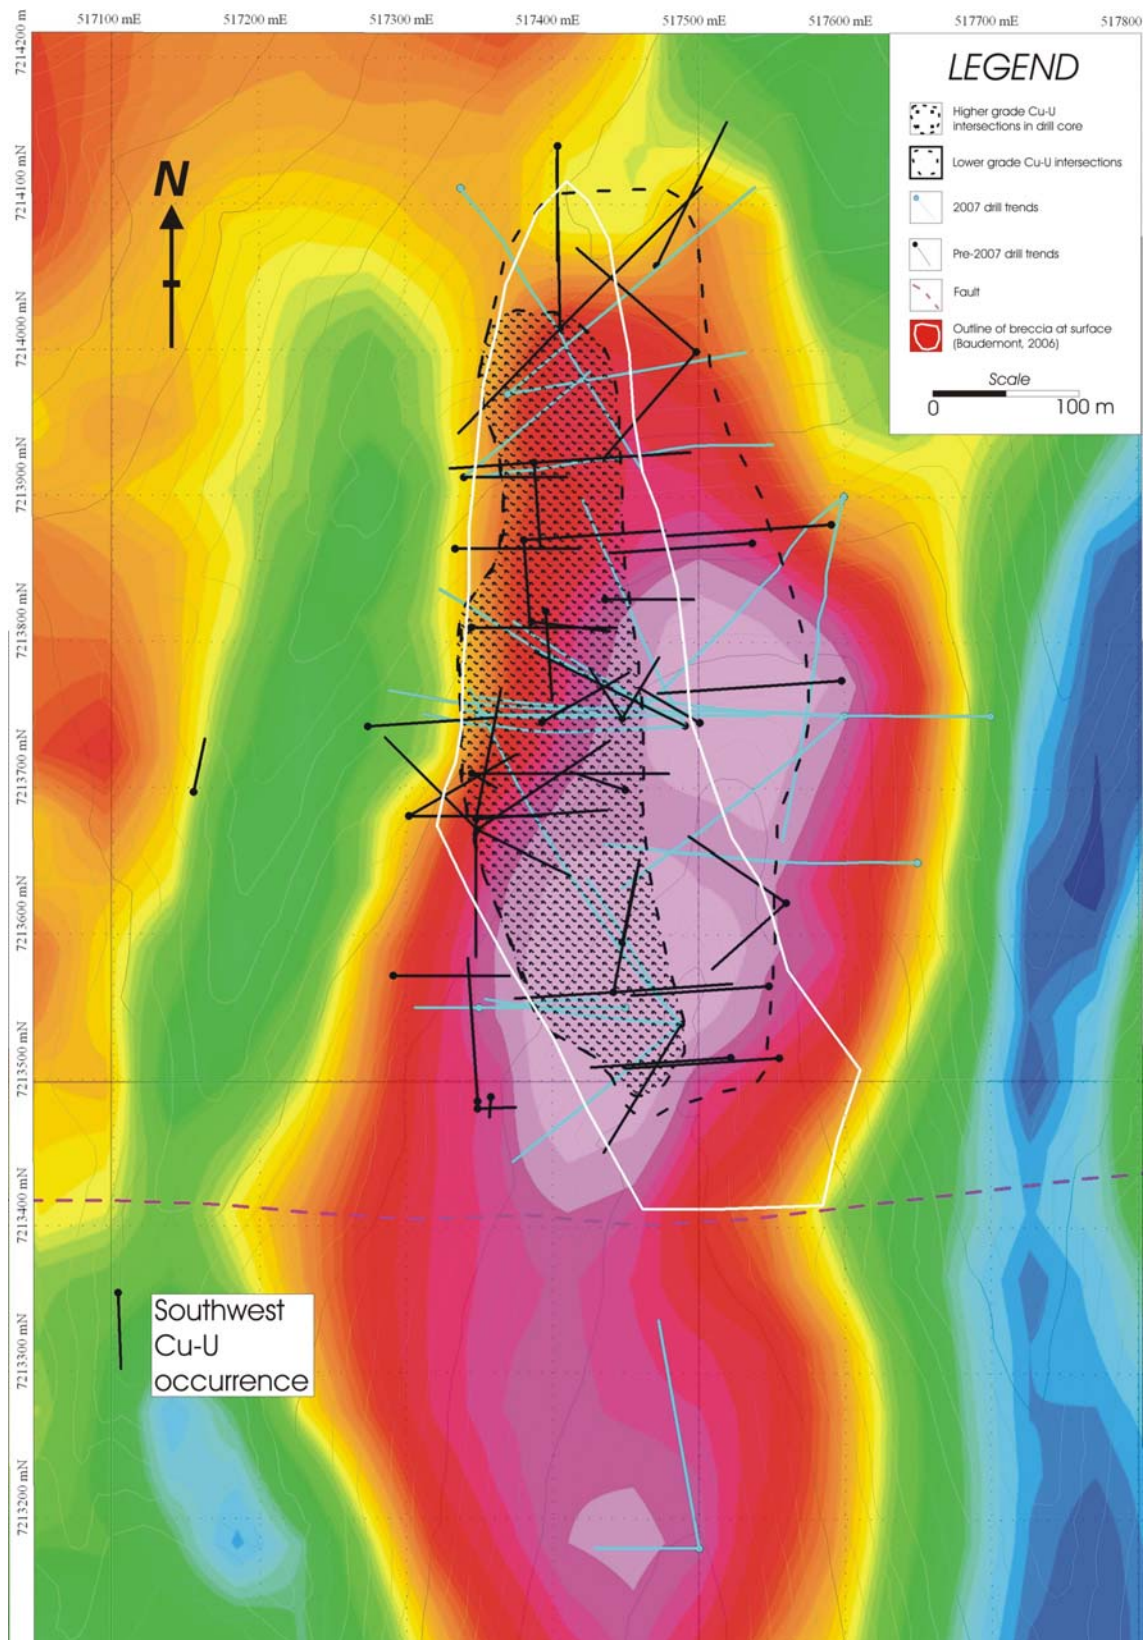 517100 mE
517200 mE
517300 mE
517400 mE
517500 mE
517600 mE
517700 mE
517800
7214200 m
7214100 mN
7214000 mN
7213900 mN
7213800 mN
7213700 mN
7213600 mN
7213500 mN
7213400 mN
7213300 mN
7213200 mN
N
LEGEND
Higher grade Cu-U
intersections in drill core
Lower grade Cu-U intersections
2007 drill trends
Pre-2007 drill trends
Fault
Outline of breccia at surface
(Baudemont, 2006)
Scale
0 100 m
Southwest
Cu-U
occurrence